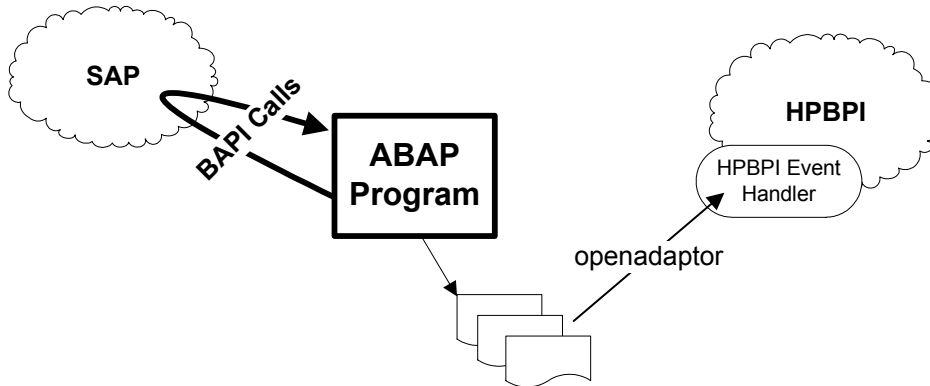 SAP
BAPI Calls
ABAP
Program
HPBPI
HPBPI Event
Handler
openadaptor